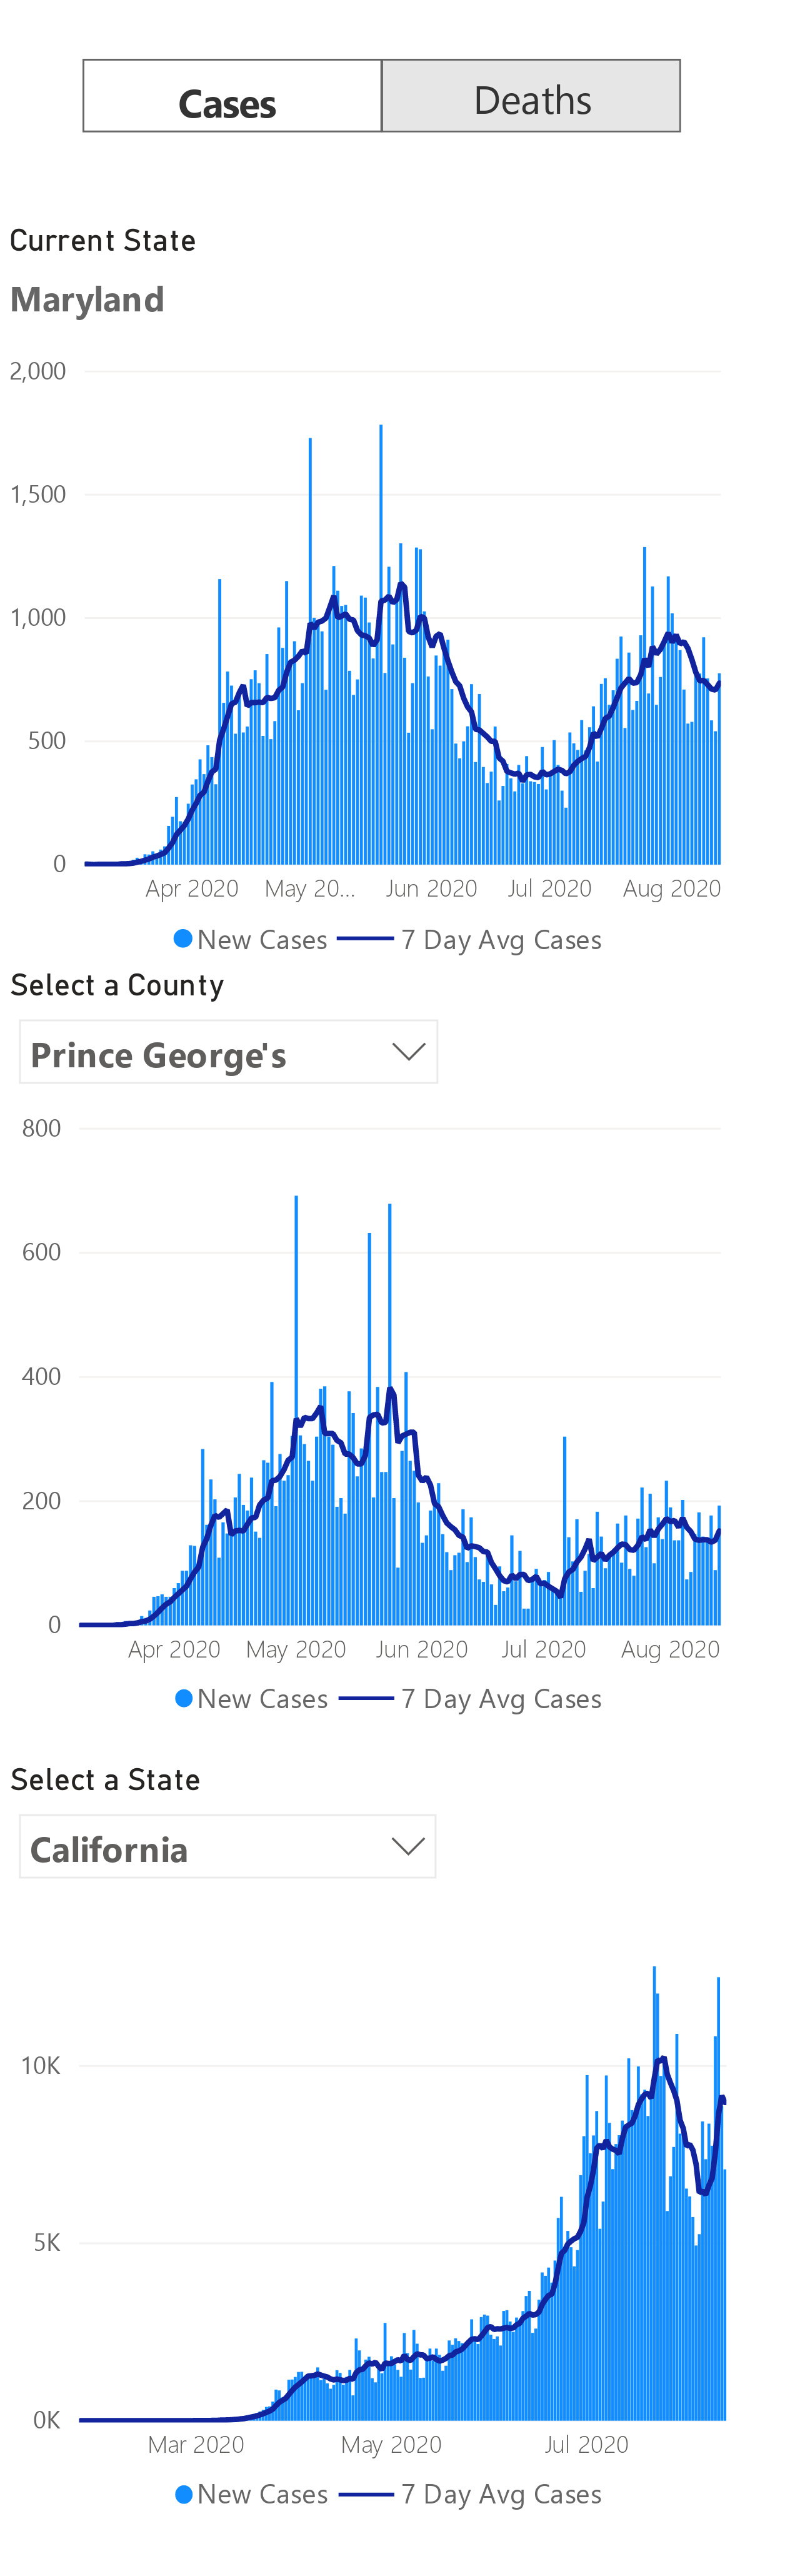 Cases Deaths
Current State
Maryland
2,000
1,500
1,000
500
0
Apr 2020 May 20... Jun 2020 Jul 2020 Aug 2020
New Cases 7 Day Avg Cases
Select a County
Prince George's
800
600
400
200
0
Apr 2020 May 2020 Jun 2020 Jul 2020 Aug 2020
New Cases 7 Day Avg Cases
Select a State
California
10K
5K
0K
Mar 2020 May 2020 Jul 2020
New Cases 7 Day Avg Cases